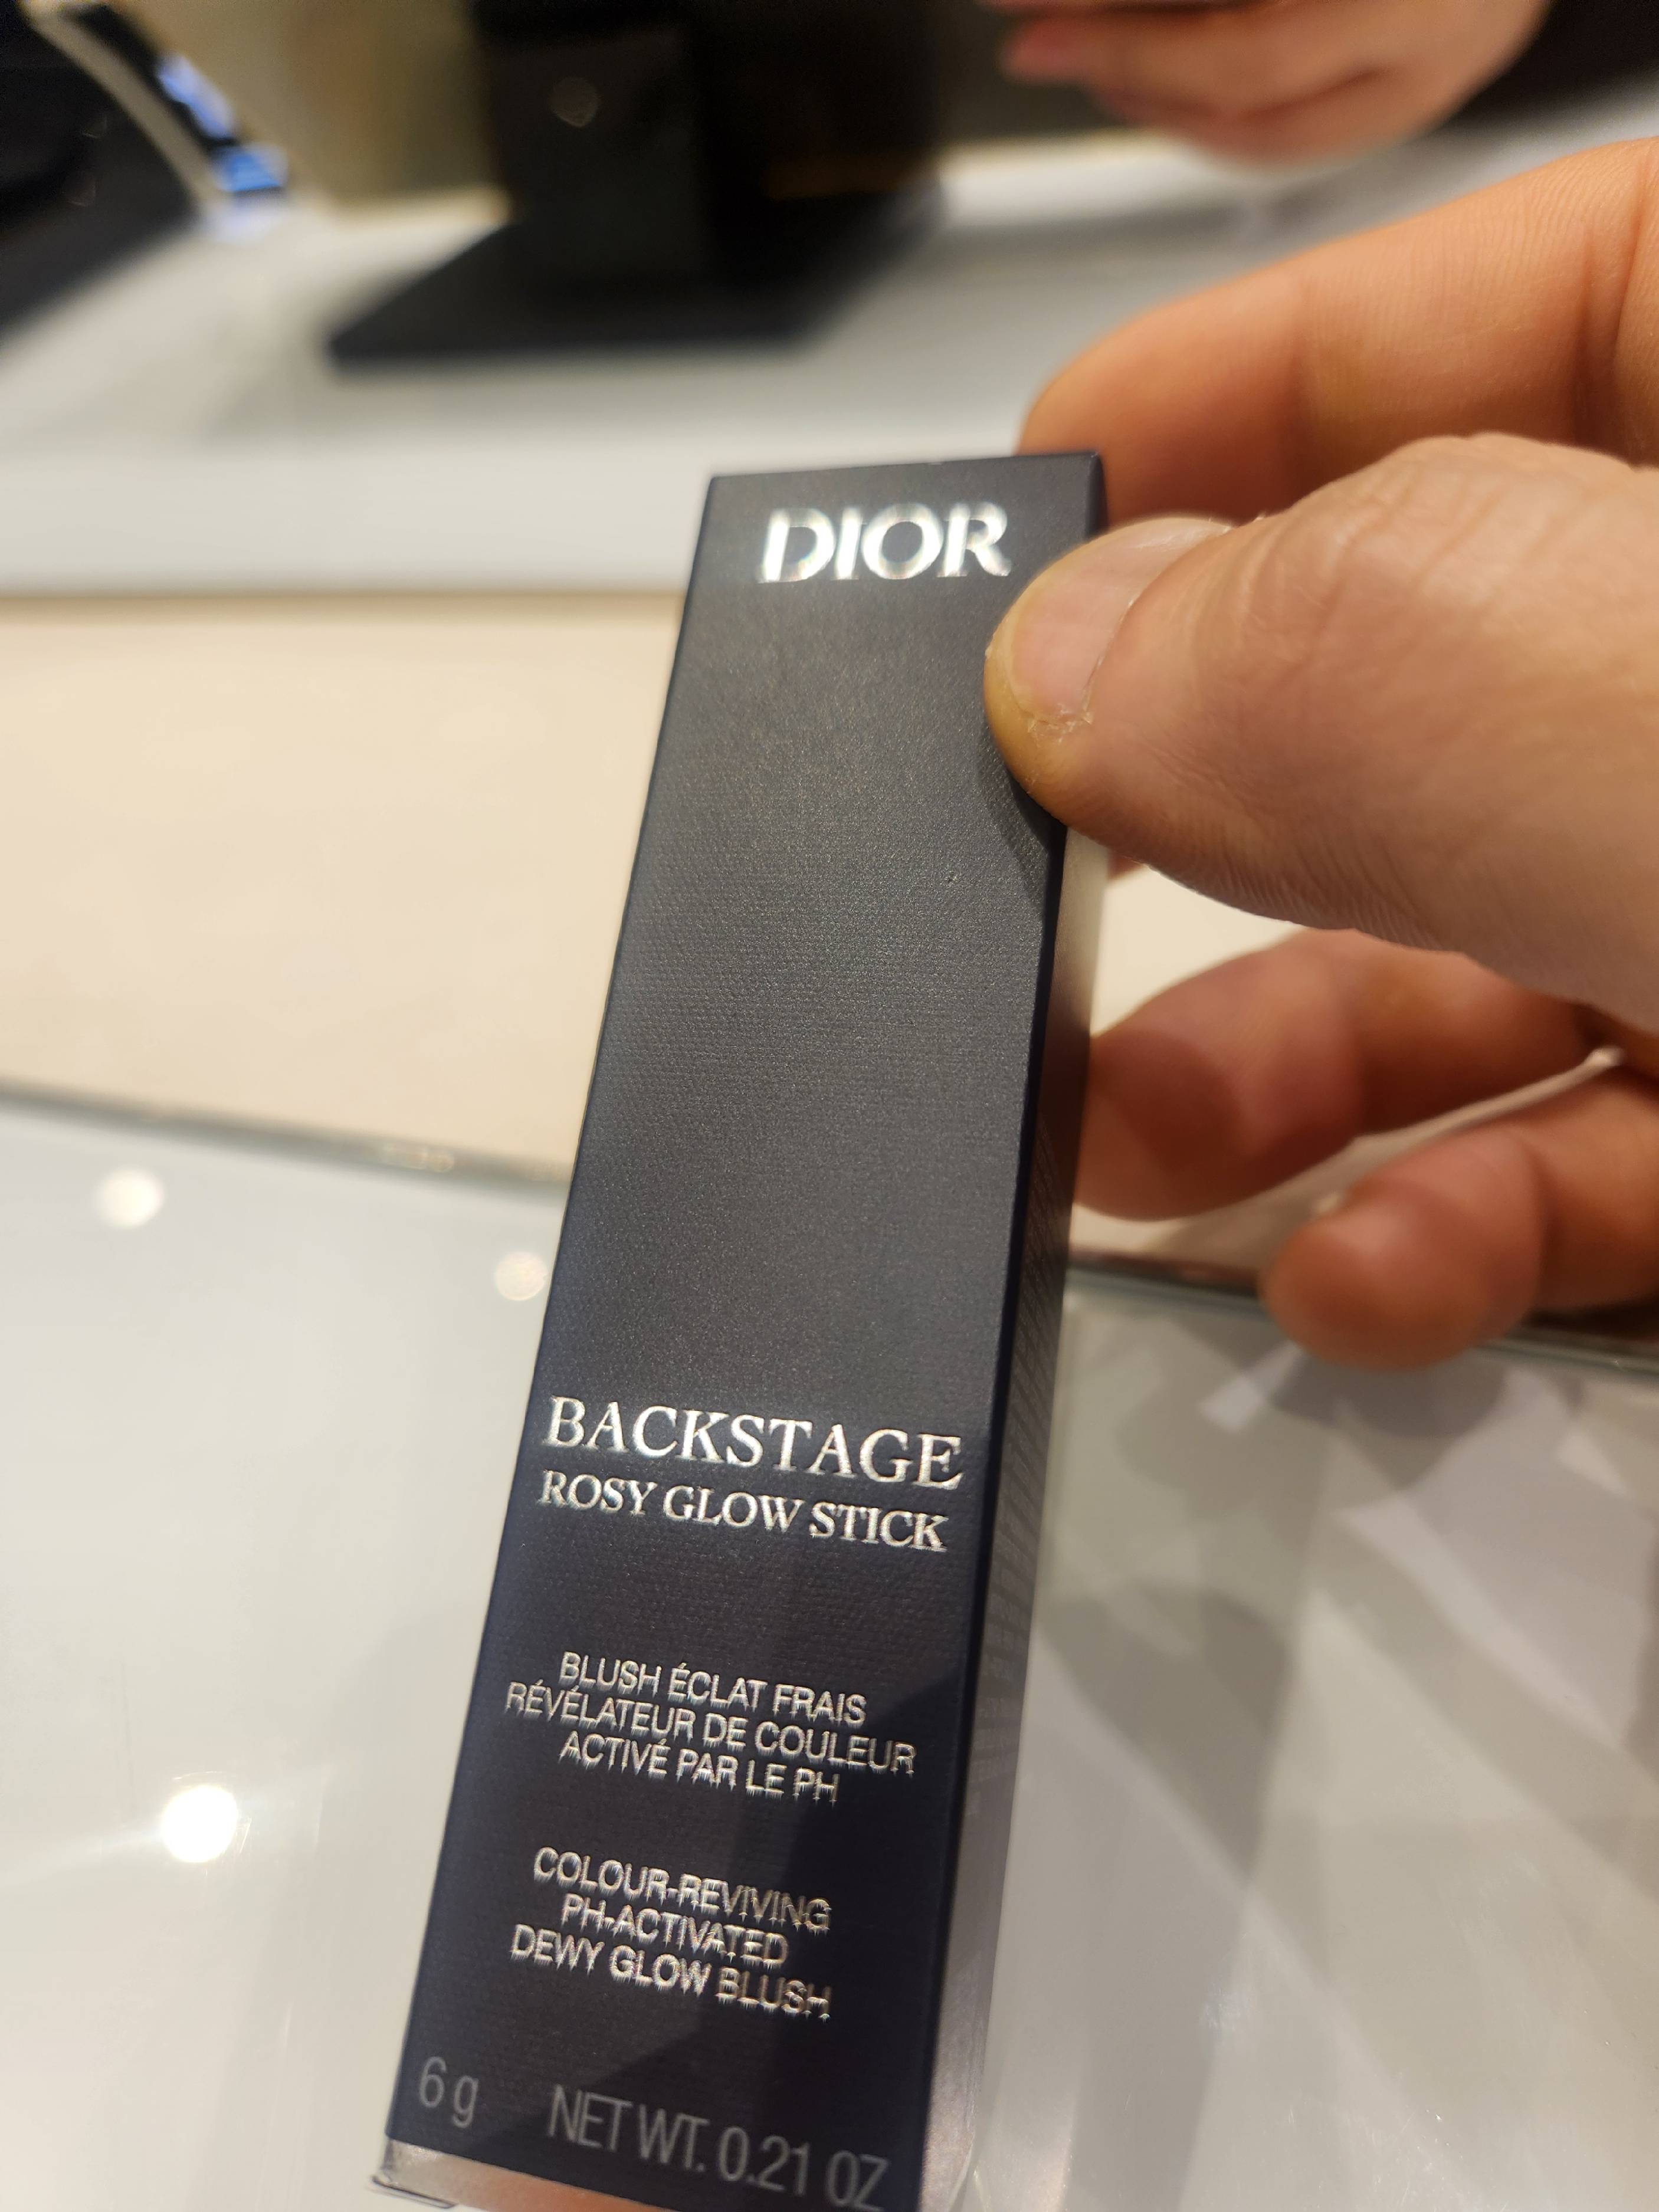 DIOR
BACKSTAGE
ROSY GLOW STICK
BLUSH ÉCLAT FRAIS
RÉVÉLATEUR DE COULEUR
ACTIVÉ PAR LE PH
COLOUR-REVIVING
PH-ACTIVATED
DEWY GLOW BLUSH
6 g NET WT. 0.21 OZ